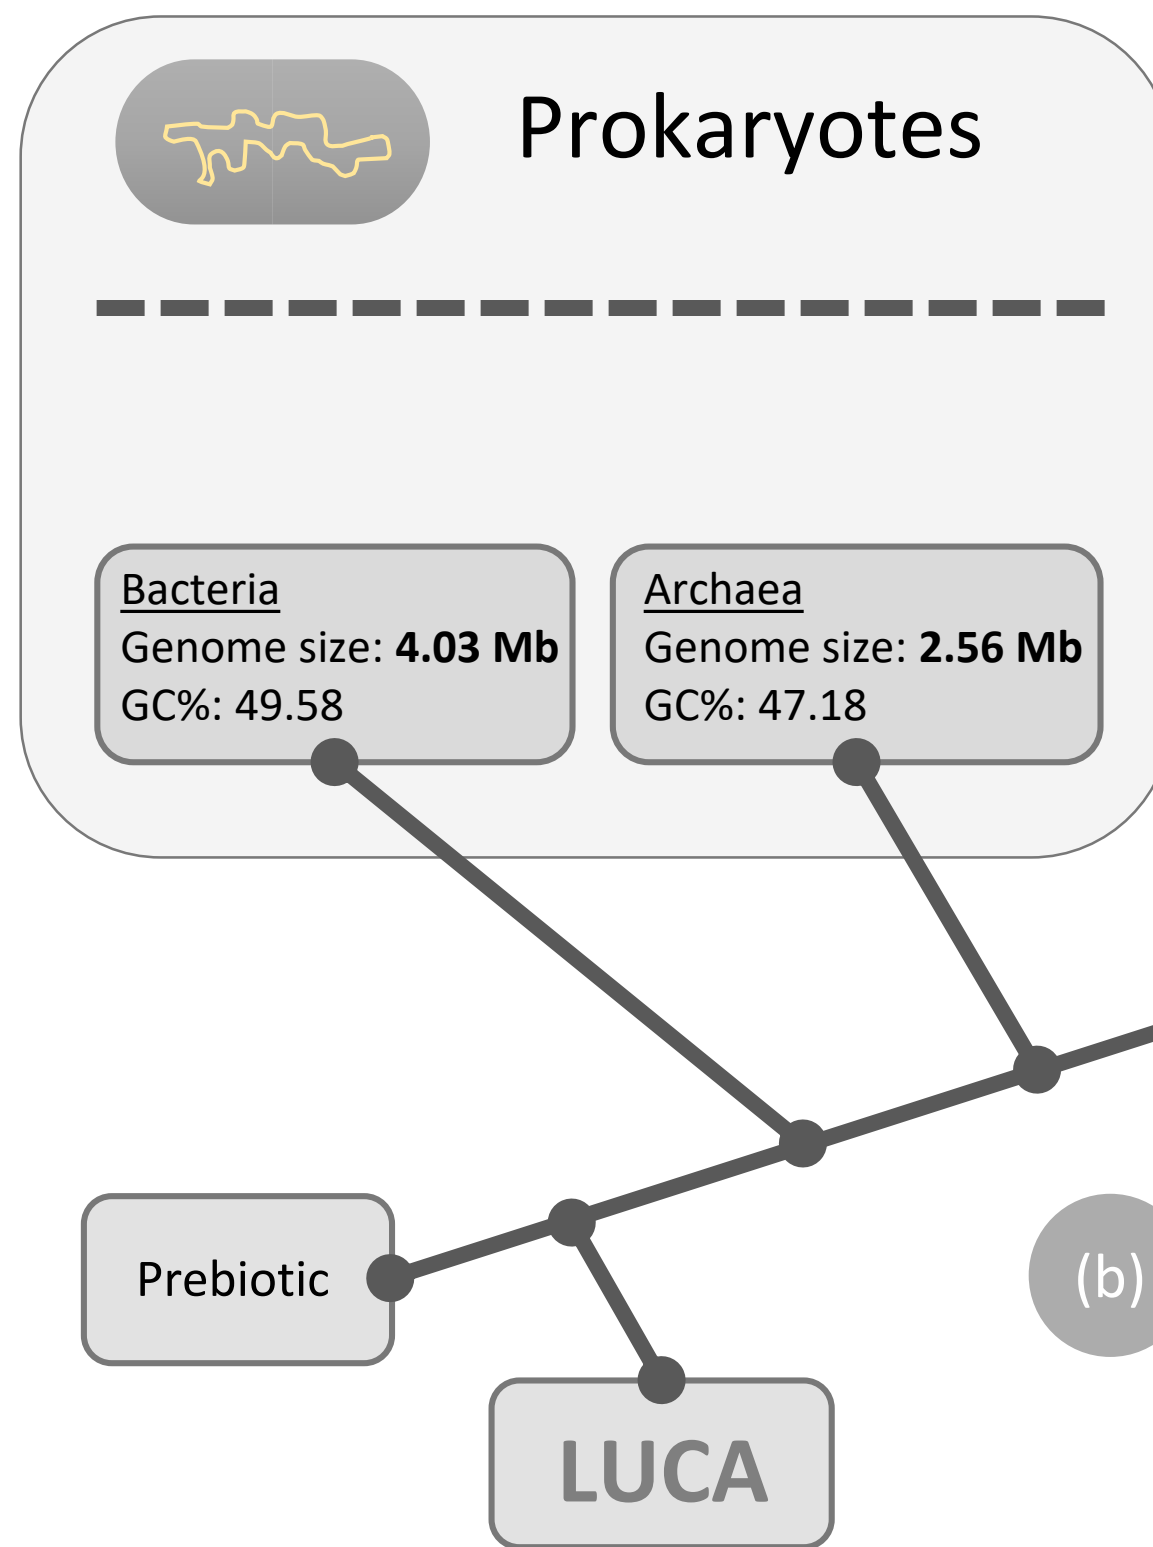 Prokaryotes
Bacteria
Genome size: 4.03 Mb
GC%: 49.58
Archaea
Genome size: 2.56 Mb
GC%: 47.18
Prebiotic
(b)
LUCA